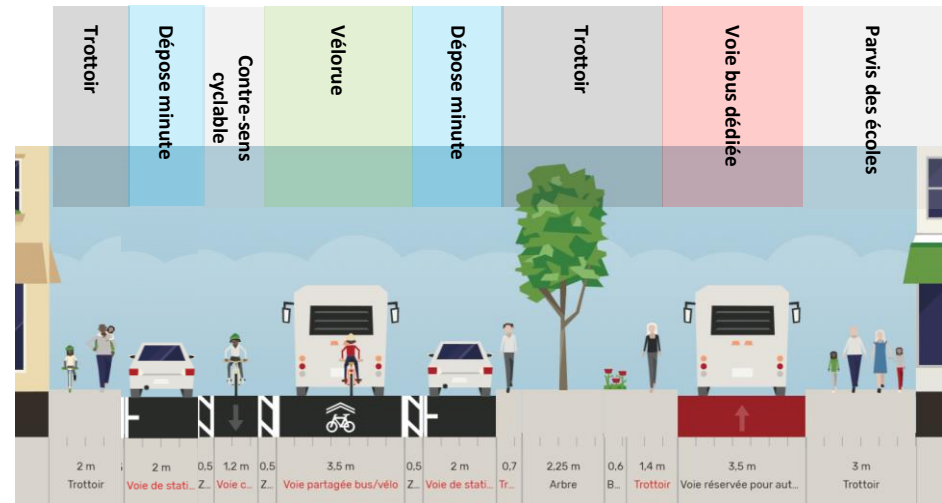 Trottoir
Dépose minute
Contre-sens
cyclable
Vélorue
Dépose minute
Trottoir
Voie bus dédiée
Parvis des écoles
2 m
2 m
0.5
1,2 m
0.5
3,5 m
0.5
2 m
0.7
2,25 m
0.6
1,4 m
3,5 m
3 m
Trottoir
Voie de stati...
Z...
Voie c...
Z...
Voie partagée bus/vélo
Z...
Voie de stati...
Tr...
Arbre
B...
Trottoir
Voie réservée pour aut...
Trottoir